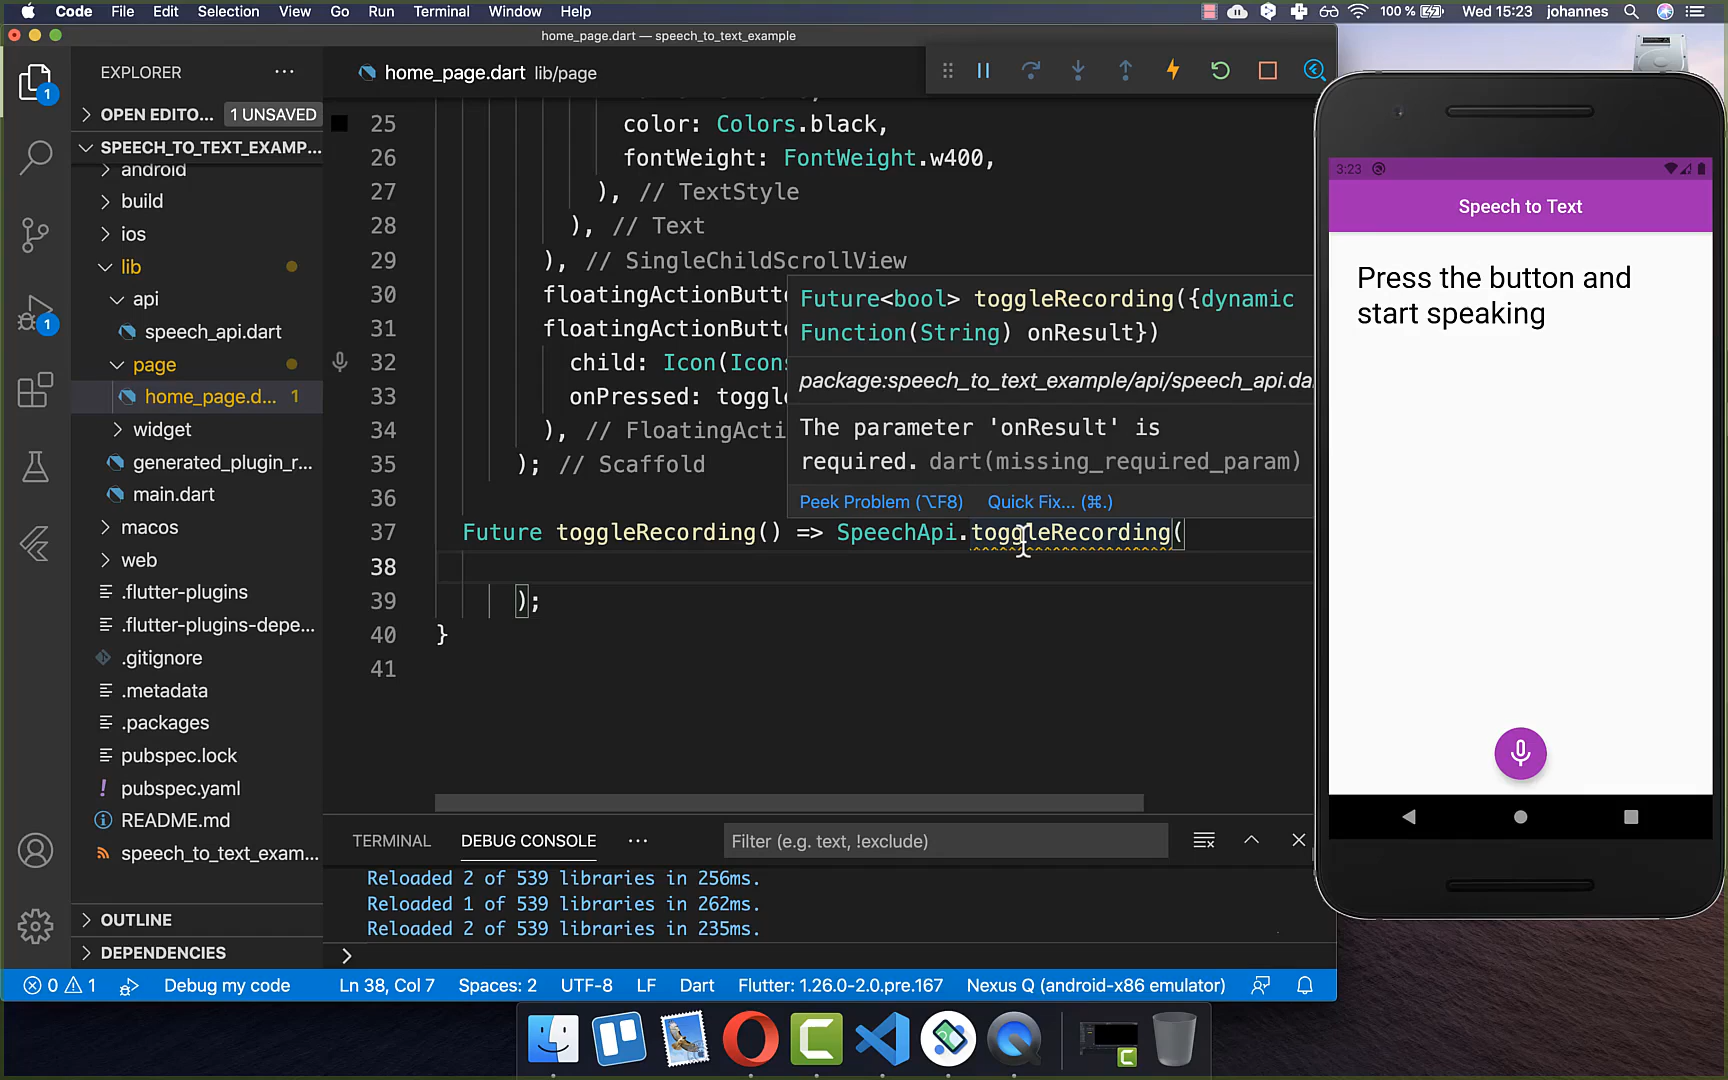 Code File Edit Selection View Go Run Terminal Window Help
100 % Wed 15:23 johannes
home_page.dart — speech_to_text_example
EXPLORER
OPEN EDITO... 1 UNSAVED
SPEECH_TO_TEXT_EXAMP...
android
build
ios
lib
api
speech_api.dart
page
home_page.d... 1
widget
generated_plugin_r...
main.dart
macos
test
web
.flutter-plugins
.flutter-plugins-depe...
.gitignore
.metadata
.packages
pubspec.lock
pubspec.yaml
README.md
speech_to_text_exam...
OUTLINE
DEPENDENCIES
1
1
home_page.dart lib/page
25 color: Colors.black,
26 fontWeight: FontWeight.w400,
27 ), // TextStyle
28 ), // Text
29 ), // SingleChildScrollView
30 floatingActionButt
31 floatingActionButt
32 child: Icon(Icons
33 onPressed: toggl
34 ), // FloatingActi
35 ); // Scaffold
36
37 Future toggleRecording() => SpeechApi.toggleRecording(
38
39 );
40 }
41
Future<bool> toggleRecording({dynamic
Function(String) onResult})
package:speech_to_text_example/api/speech_api.da
The parameter 'onResult' is
required. dart(missing_required_param)
Peek Problem (⌥F8) Quick Fix... (⌘.)
TERMINAL DEBUG CONSOLE ... Filter (e.g. text, !exclude)
Reloaded 2 of 539 libraries in 256ms.
Reloaded 1 of 539 libraries in 262ms.
Reloaded 2 of 539 libraries in 235ms.
0 1 Debug my code Ln 38, Col 7 Spaces: 2 UTF-8 LF Dart Flutter: 1.26.0-2.0.pre.167 Nexus Q (android-x86 emulator)
3:23
Speech to Text
Press the button and
start speaking